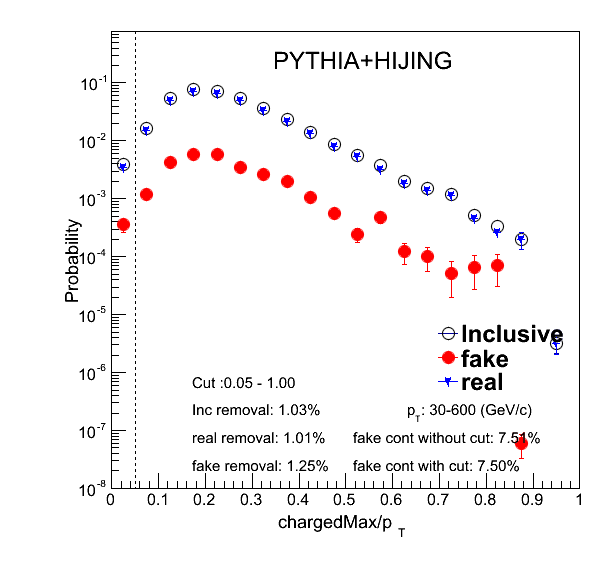 PYTHIA+HIJING
Probability
10^-1
10^-2
10^-3
10^-4
10^-5
10^-6
10^-7
10^-8
Inclusive
fake
real
Cut :0.05 - 1.00
Inc removal: 1.03%
p_T: 30-600 (GeV/c)
real removal: 1.01%
fake cont without cut: 7.51%
fake removal: 1.25%
fake cont with cut: 7.50%
0 0.1 0.2 0.3 0.4 0.5 0.6 0.7 0.8 0.9 1
chargedMax/p_T